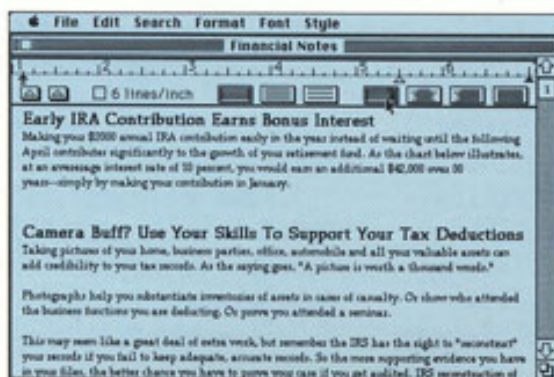 File Edit Search Format Font Style
Financial Notes
1 2 3 4 5 6
6 lines/inch
1
Early IRA Contribution Earns Bonus Interest
Making your $2000 annual IRA contribution early in the year instead of waiting until the following
April contributes significantly to the growth of your retirement fund. As the chart below illustrates,
at an average interest rate of percent, you would earn an additional $42,000 over 30
years--simply by making your contribution in January.
Camera Buff? Use Your Skills To Support Your Tax Deductions
Taking pictures of your home, business parties, office, automobile and all your valuable assets can
add credibility to your tax records. As the saying goes, "A picture is worth a thousand words."
Photographs help you substantiate inventories of assets in cases of casualty. Or show who attended
the business functions you are deducting. Or prove you attended a seminar.
This may seem like a great deal of extra work, but remember the IRS has the right to "reconstruct"
your records if you fail to keep adequate, accurate records. So the more supporting evidence you have
in your files, the better chance you have to prove your case if you get audited. IRS reconstruction of